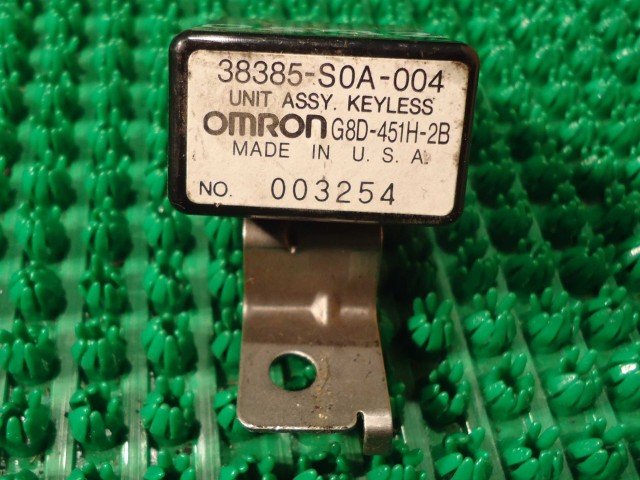 38385-S0A-004
UNIT ASSY. KEYLESS
OMRON G8D-451H-2B
MADE IN U.S.A.
NO. 003254